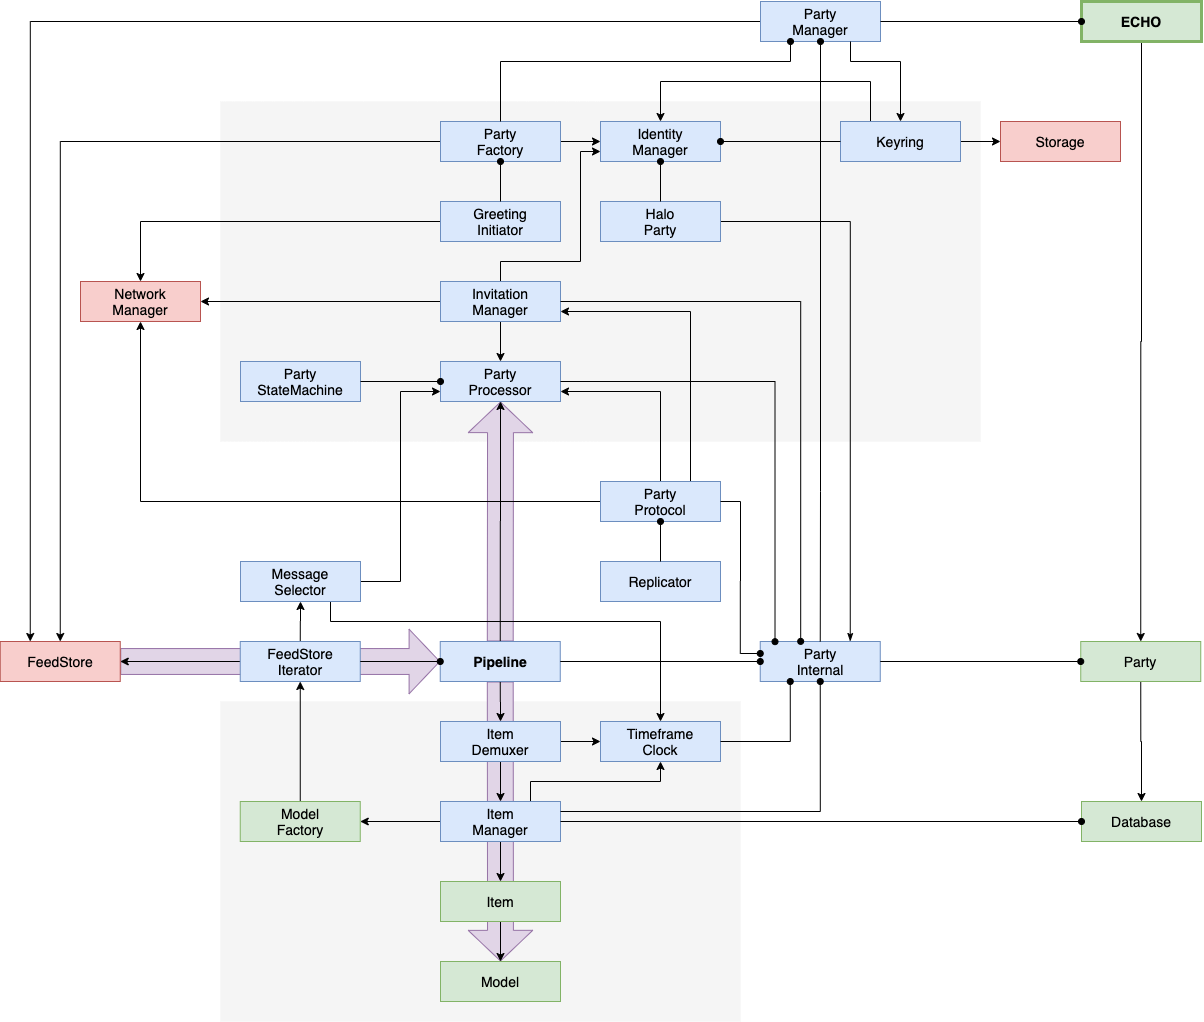 Party
Manager
ECHO
Party
Factory
Identity
Manager
Keyring
Storage
Greeting
Initiator
Halo
Party
Network
Manager
Invitation
Manager
Party
StateMachine
Party
Processor
Party
Protocol
Message
Selector
Replicator
FeedStore
FeedStore
Iterator
Pipeline
Party
Internal
Party
Item
Demuxer
Timeframe
Clock
Model
Factory
Item
Manager
Database
Item
Model